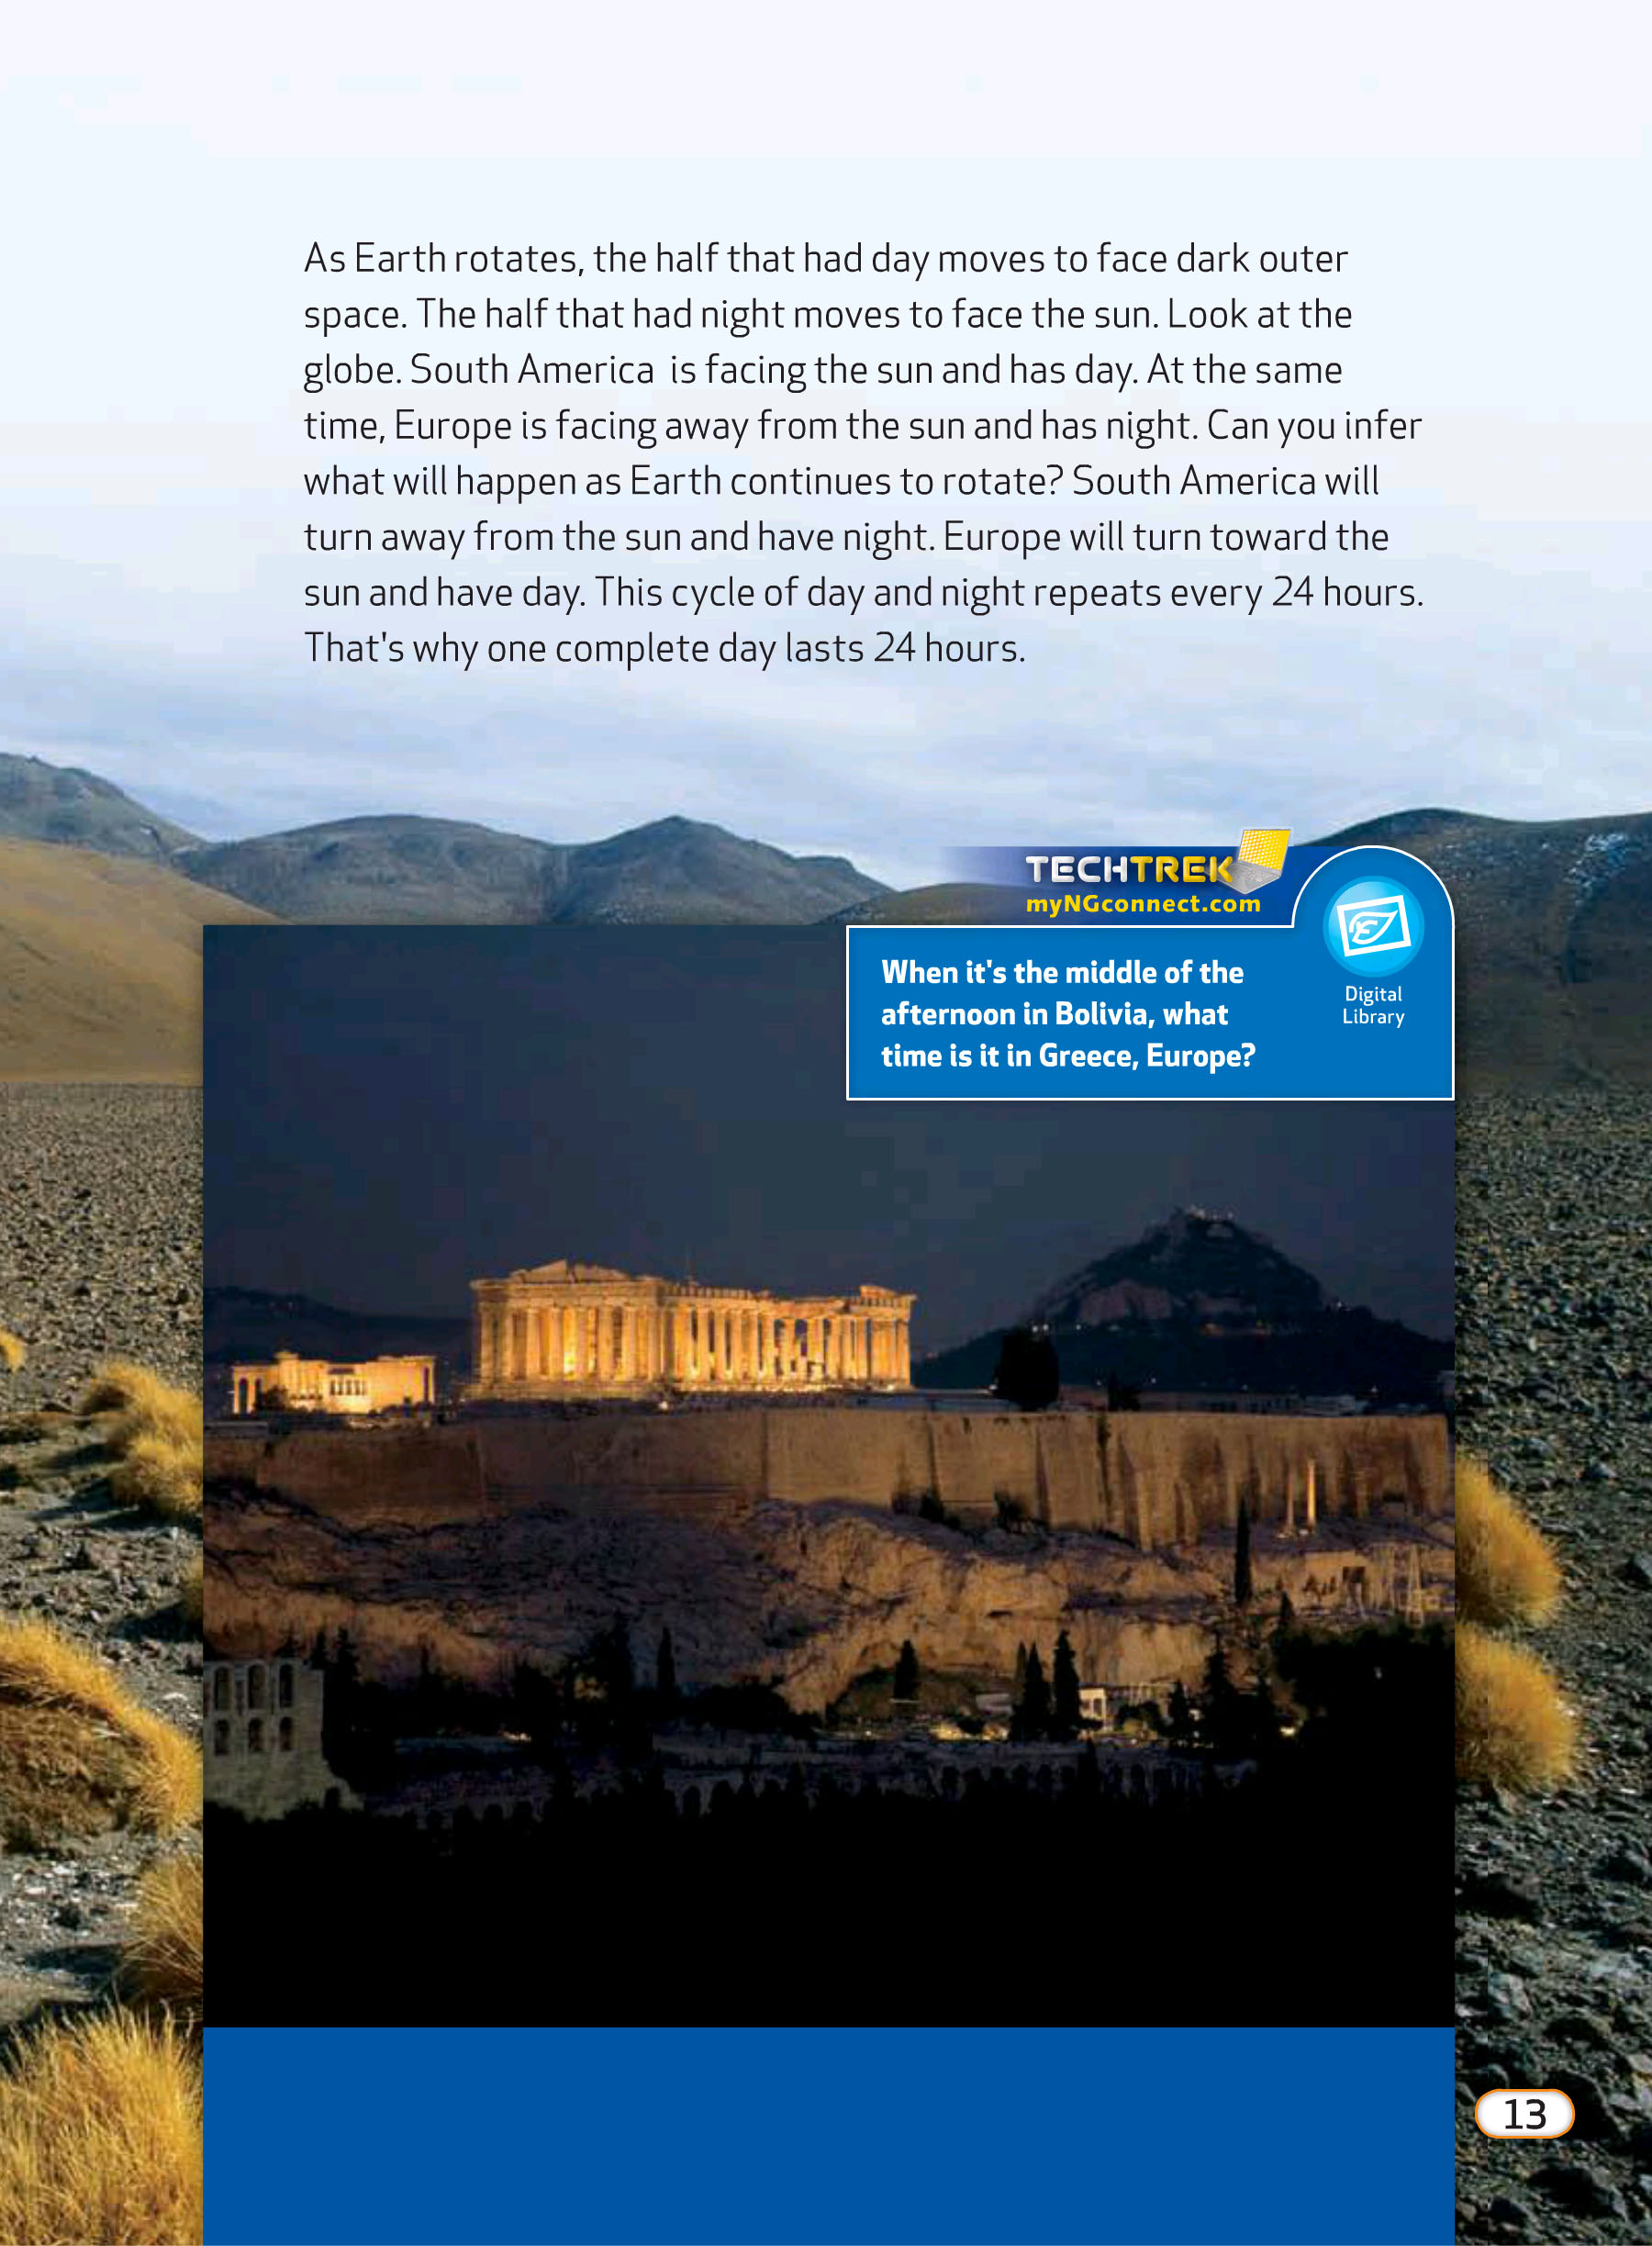 As Earth rotates, the half that had day moves to face dark outer
space. The half that had night moves to face the sun. Look at the
globe. South America is facing the sun and has day. At the same
time, Europe is facing away from the sun and has night. Can you infer
what will happen as Earth continues to rotate? South America will
turn away from the sun and have night. Europe will turn toward the
sun and have day. This cycle of day and night repeats every 24 hours.
That's why one complete day lasts 24 hours.
TECHTREK
myNGconnect.com
When it's the middle of the
afternoon in Bolivia, what
time is it in Greece, Europe?
Digital
Library
13